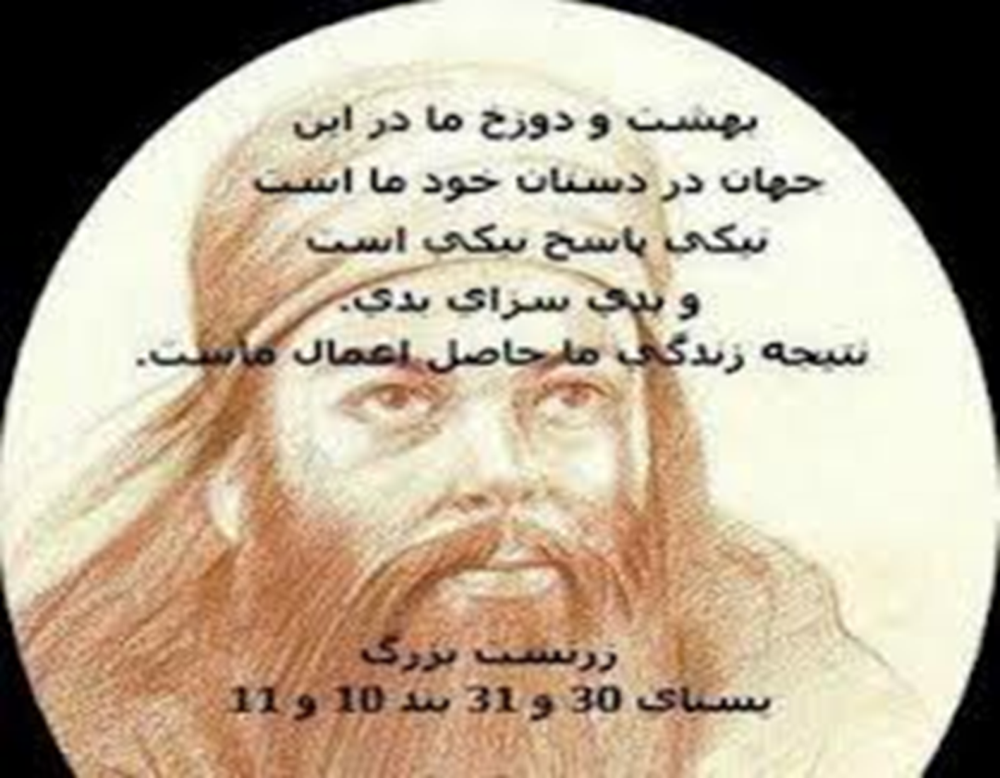 بهشت و دوزخ ما در این
جهان در دستان خود ما است
نیکی پاسخ نیکی است
و بدی سزای بدی.
نتیجه زندگی ما حاصل اعمال ماست.
زرتشت بزرگ
یسنای 30 و 31 بند 10 و 11